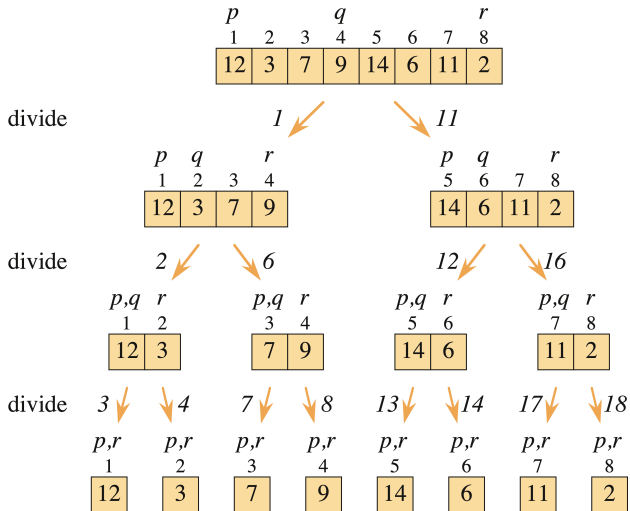 p q r
1 2 3 4 5 6 7 8
12 3 7 9 14 6 11 2
divide 1 11
p q r p q r
1 2 3 4 5 6 7 8
12 3 7 9 14 6 11 2
divide 2 6 12 16
p,q r p,q r p,q r p,q r
1 2 3 4 5 6 7 8
12 3 7 9 14 6 11 2
divide 3 4 7 8 13 14 17 18
p,r p,r p,r p,r p,r p,r p,r p,r
1 2 3 4 5 6 7 8
12 3 7 9 14 6 11 2